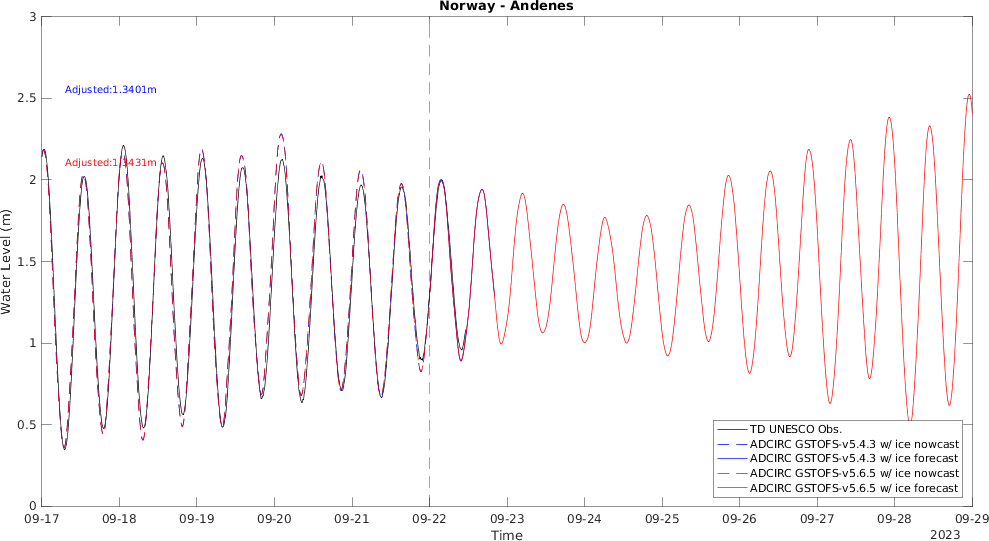 Norway - Andenes
3
2.5
2
1.5
1
0.5
0
Water Level (m)
Adjusted:1.3401m
Adjusted:1.3431m
TD UNESCO Obs.
ADCIRC GSTOFS-v5.4.3 w/ ice nowcast
ADCIRC GSTOFS-v5.4.3 w/ ice forecast
ADCIRC GSTOFS-v5.6.5 w/ ice nowcast
ADCIRC GSTOFS-v5.6.5 w/ ice forecast
09-17 09-18 09-19 09-20 09-21 09-22 09-23 09-24 09-25 09-26 09-27 09-28 09-29
Time
2023